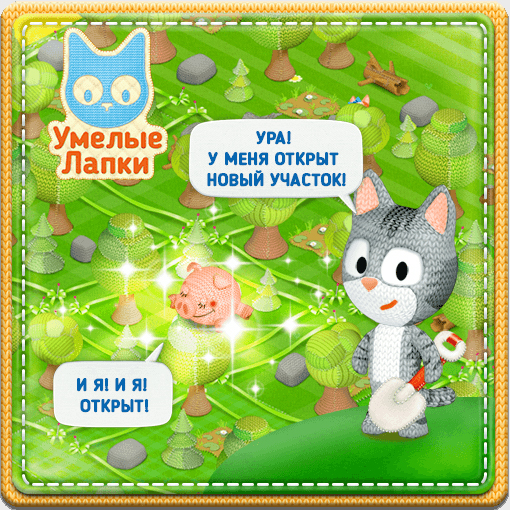 Умелые
Лапки
УРА!
У МЕНЯ ОТКРЫТ
НОВЫЙ УЧАСТОК!
И Я! И Я!
ОТКРЫТ!